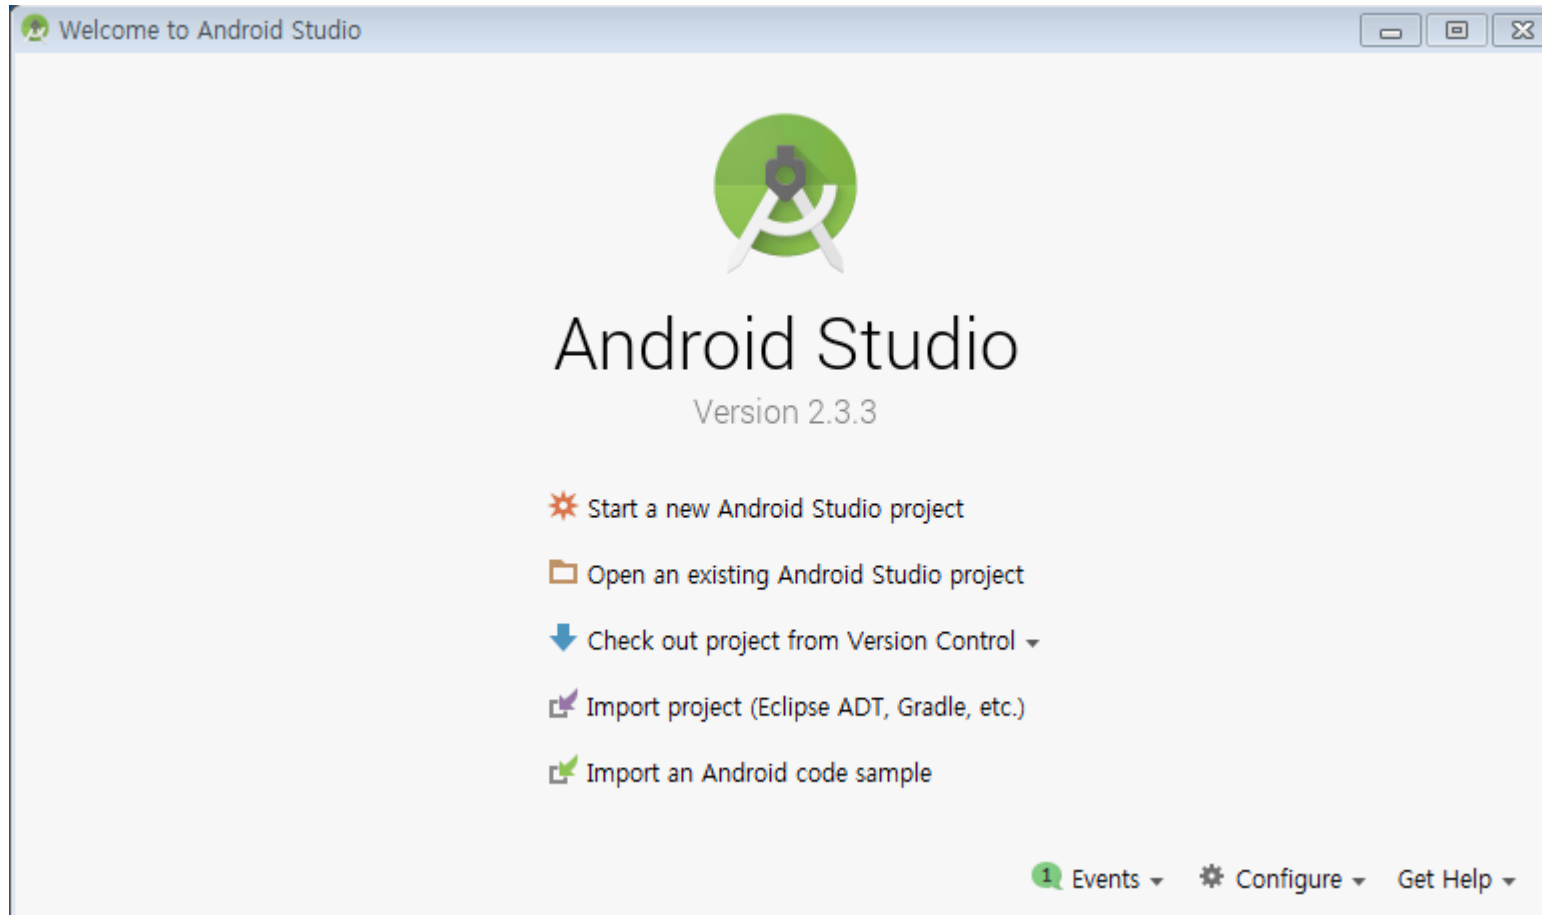 Welcome to Android Studio
Android Studio
Version 2.3.3
Start a new Android Studio project
Open an existing Android Studio project
Check out project from Version Control
Import project (Eclipse ADT, Gradle, etc.)
Import an Android code sample
1 Events Configure Get Help